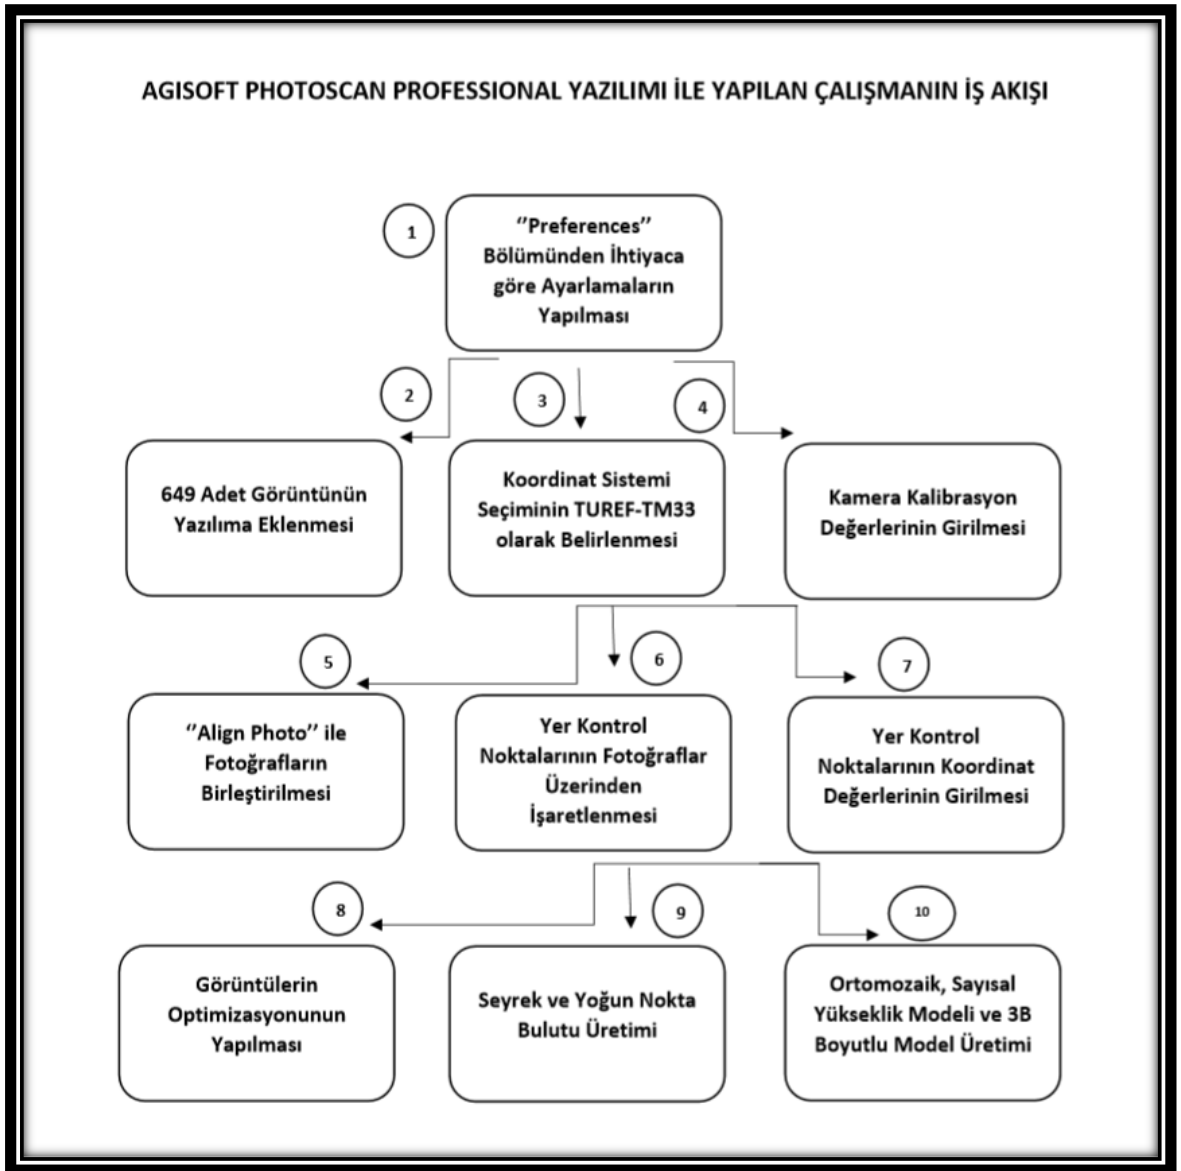 AGISOFT PHOTOSCAN PROFESSIONAL YAZILIMI İLE YAPILAN ÇALIŞMANIN İŞ AKIŞI
1
‘’Preferences’’
Bölümünden İhtiyaca
göre Ayarlamaların
Yapılması
2
3
4
649 Adet Görüntünün
Yazılıma Eklenmesi
Koordinat Sistemi
Seçiminin TUREF-TM33
olarak Belirlenmesi
Kamera Kalibrasyon
Değerlerinin Girilmesi
5
6
7
‘’Align Photo’’ ile
Fotoğrafların
Birleştirilmesi
Yer Kontrol
Noktalarının Fotoğraflar
Üzerinden
İşaretlenmesi
Yer Kontrol
Noktalarının Koordinat
Değerlerinin Girilmesi
8
9
10
Görüntülerin
Optimizasyonunun
Yapılması
Seyrek ve Yoğun Nokta
Bulutu Üretimi
Ortomozaik, Sayısal
Yükseklik Modeli ve 3B
Boyutlu Model Üretimi